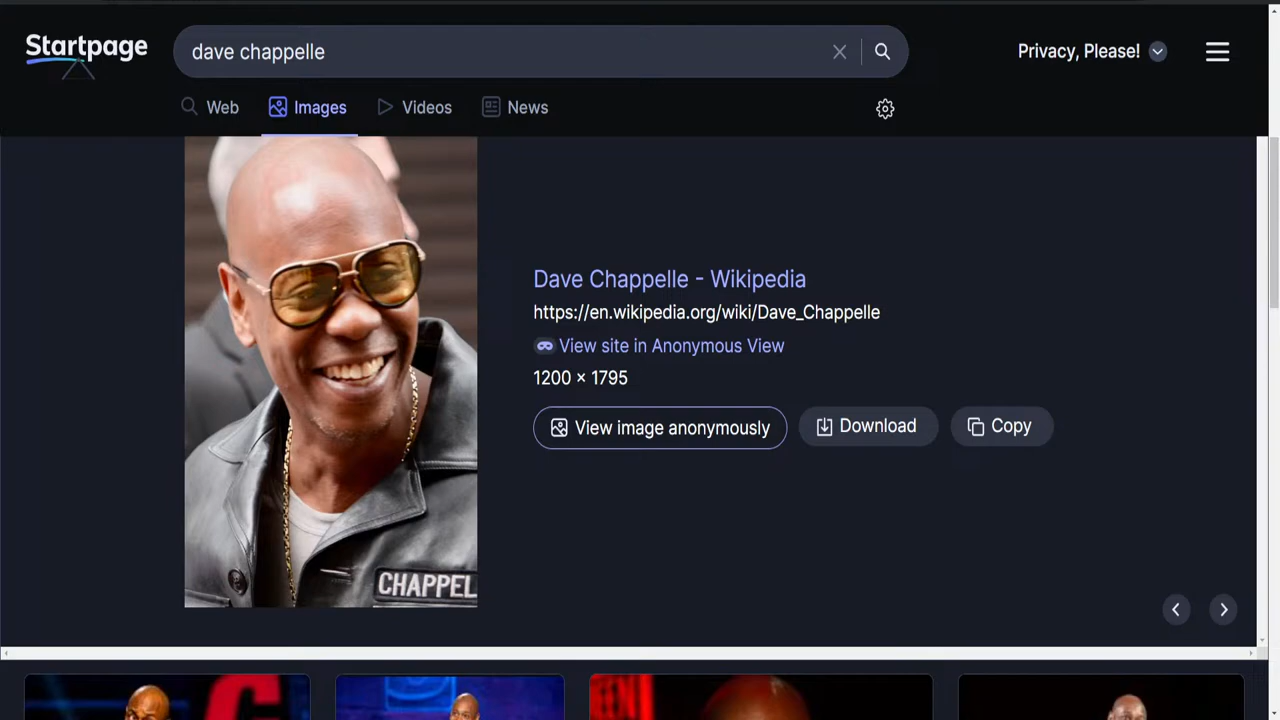 Startpage
dave chappelle
Privacy, Please!
Web
Images
Videos
News
Dave Chappelle - Wikipedia
https://en.wikipedia.org/wiki/Dave_Chappelle
View site in Anonymous View
1200 × 1795
View image anonymously
Download
Copy
CHAPPEL